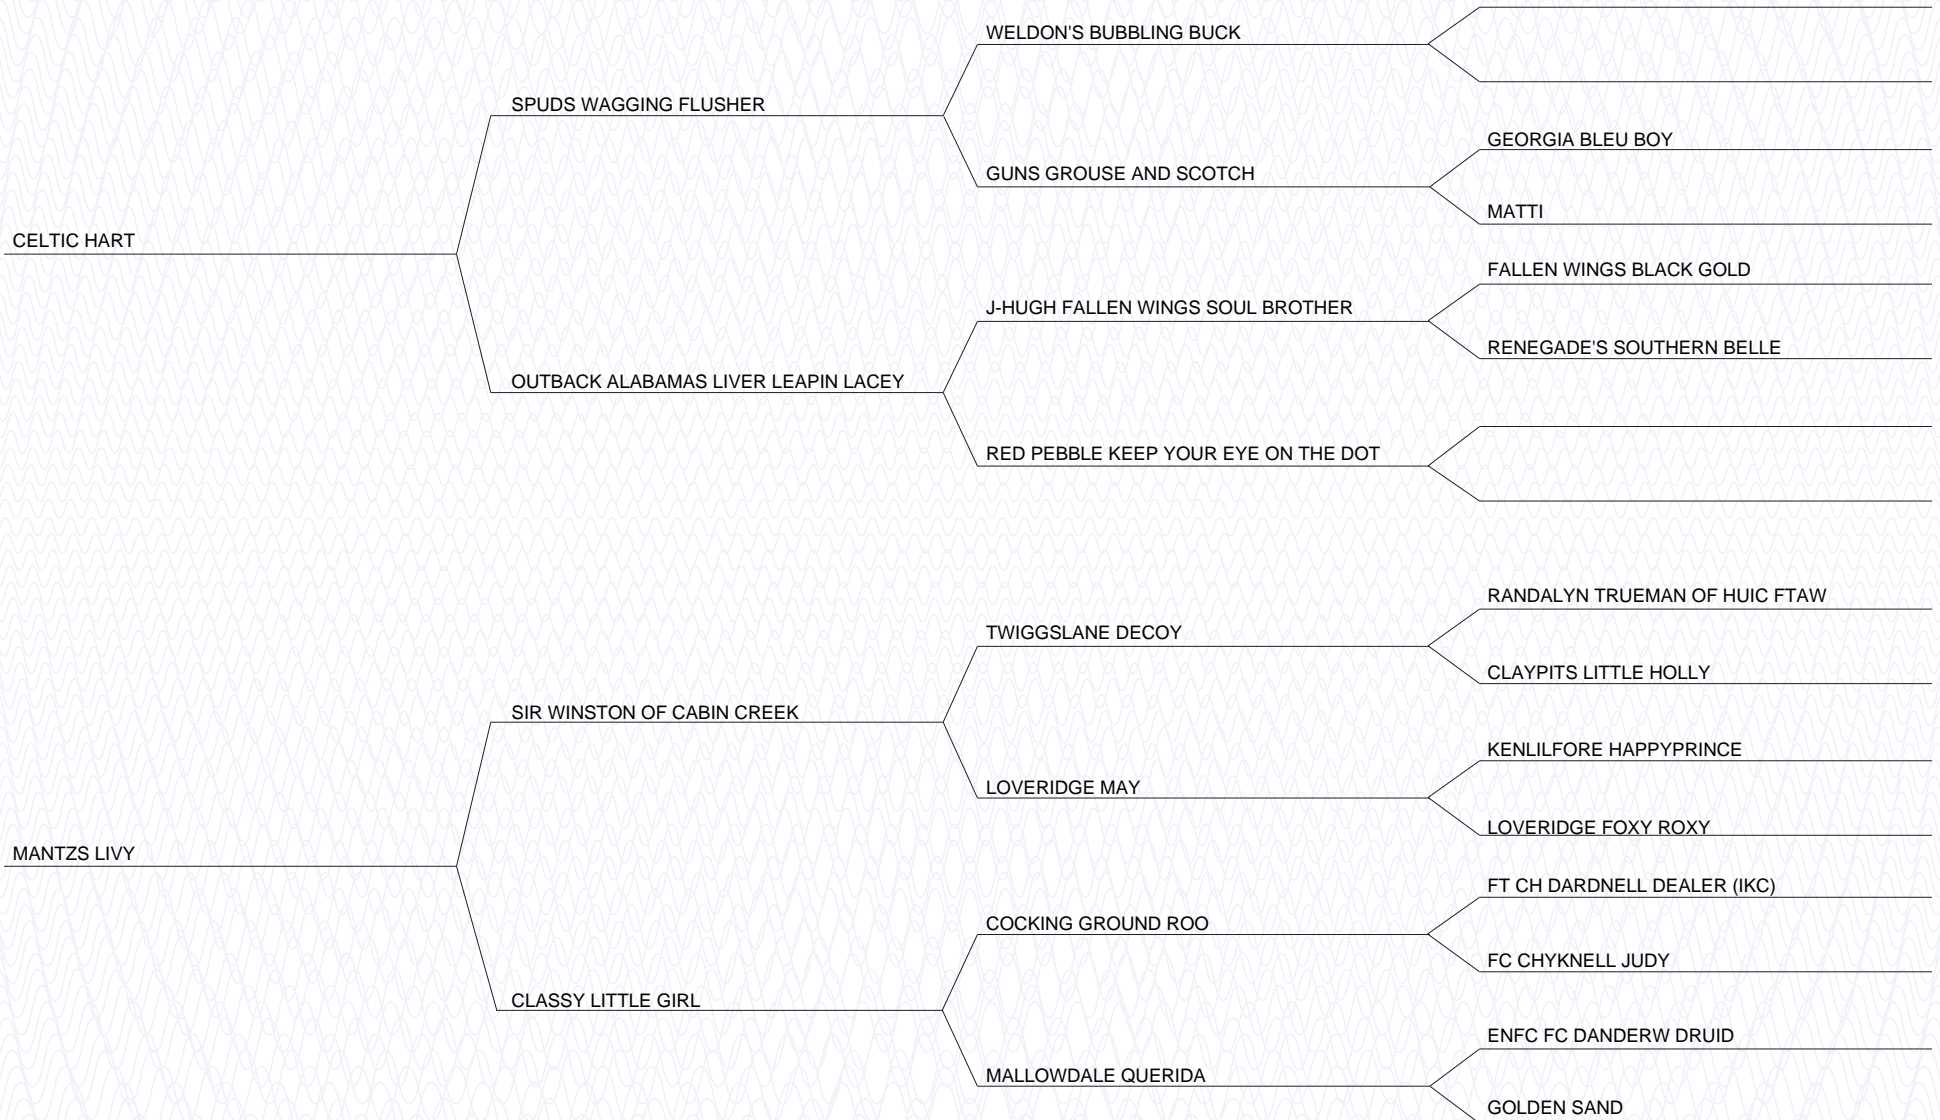 WELDON'S BUBBLING BUCK
SPUDS WAGGING FLUSHER
GEORGIA BLEU BOY
GUNS GROUSE AND SCOTCH
MATTI
CELTIC HART
FALLEN WINGS BLACK GOLD
J-HUGH FALLEN WINGS SOUL BROTHER
RENEGADE'S SOUTHERN BELLE
OUTBACK ALABAMAS LIVER LEAPIN LACEY
RED PEBBLE KEEP YOUR EYE ON THE DOT
RANDALYN TRUEMAN OF HUIC FTAW
TWIGGSLANE DECOY
CLAYPITS LITTLE HOLLY
SIR WINSTON OF CABIN CREEK
KENLILFORE HAPPYPRINCE
LOVERIDGE MAY
LOVERIDGE FOXY ROXY
MANTZS LIVY
FT CH DARDNELL DEALER (IKC)
COCKING GROUND ROO
FC CHYKNELL JUDY
CLASSY LITTLE GIRL
ENFC FC DANDERW DRUID
MALLOWDALE QUERIDA
GOLDEN SAND